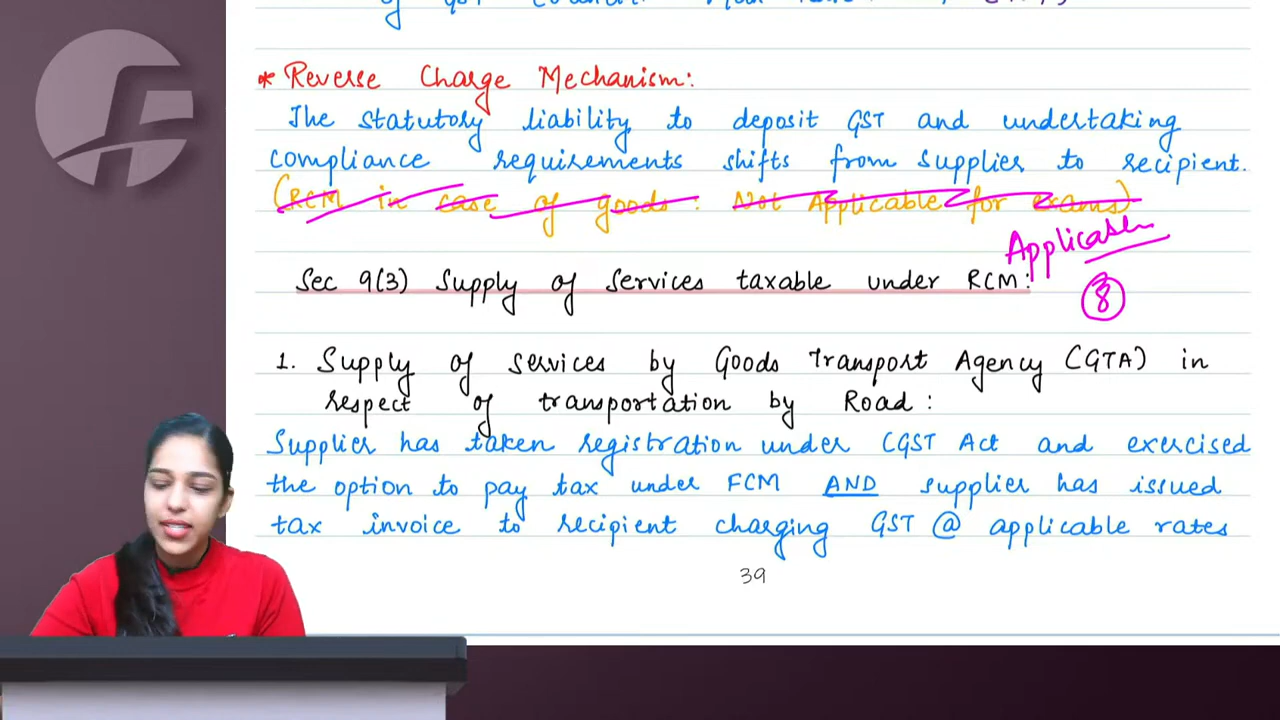 * Reverse Charge Mechanism:
The statutory liability to deposit GST and undertaking
compliance requirements shifts from supplier to recipient.
(RCM in case of goods : Not Applicable for exams)
Applicable
Sec 9(3) Supply of Services taxable under RCM:
8
1. Supply of services by Goods Transport Agency (GTA) in
respect of transportation by Road:
Supplier has taken registration under CGST Act and exercised
the option to pay tax under FCM AND supplier has issued
tax invoice to recipient charging GST @ applicable rates
39